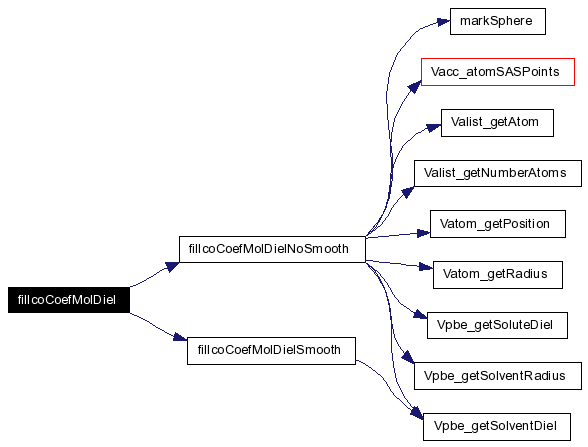 markSphere
Vacc_atomSASPoints
Valist_getAtom
Valist_getNumberAtoms
fillcoCoefMolDielNoSmooth
Vatom_getPosition
Vatom_getRadius
fillcoCoefMolDiel
Vpbe_getSoluteDiel
fillcoCoefMolDielSmooth
Vpbe_getSolventRadius
Vpbe_getSolventDiel